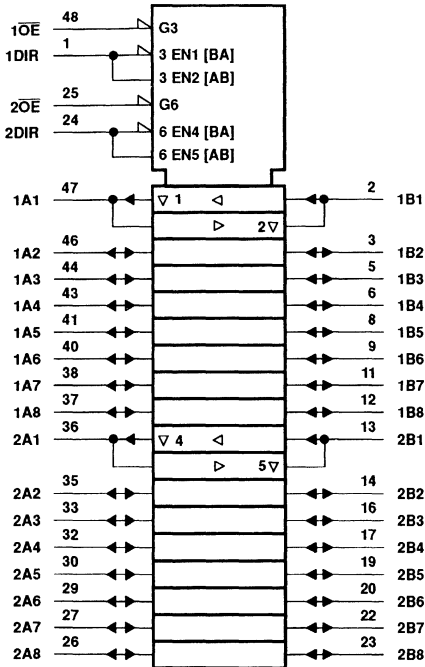 1OE 48 G3
1DIR 1 3 EN1 [BA]
3 EN2 [AB]
2OE 25 G6
2DIR 24 6 EN4 [BA]
6 EN5 [AB]
1A1 47 ▽ 1 ◁ 2 1B1
▷ 2 ▽
1A2 46 3 1B2
1A3 44 5 1B3
1A4 43 6 1B4
1A5 41 8 1B5
1A6 40 9 1B6
1A7 38 11 1B7
1A8 37 12 1B8
2A1 36 ▽ 4 ◁ 13 2B1
▷ 5 ▽
2A2 35 14 2B2
2A3 33 16 2B3
2A4 32 17 2B4
2A5 30 19 2B5
2A6 29 20 2B6
2A7 27 22 2B7
2A8 26 23 2B8